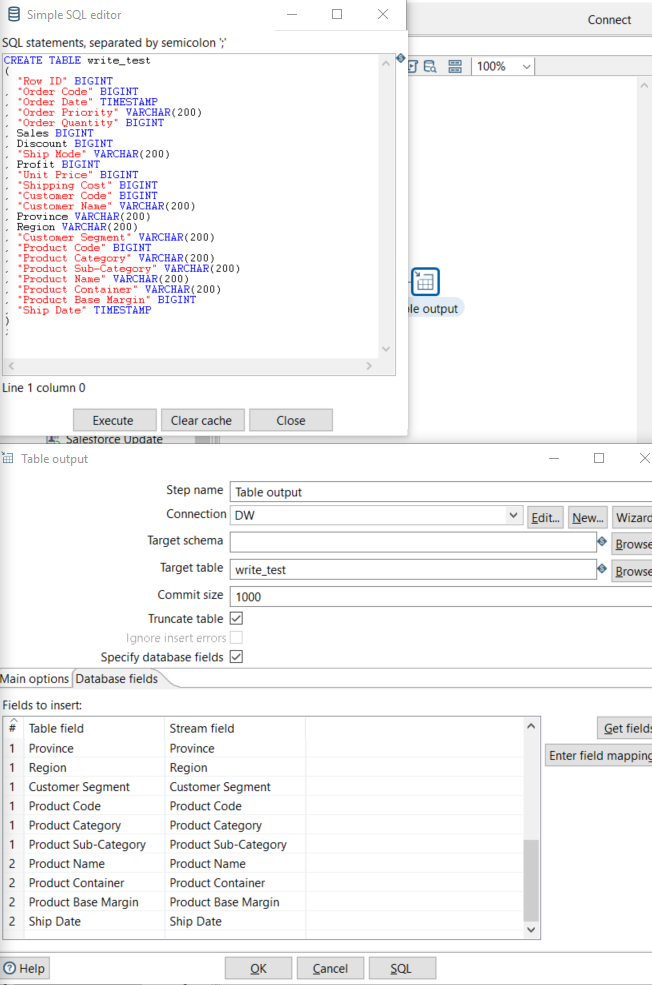 Simple SQL editor
Connect
SQL statements, separated by semicolon ';'
100%
CREATE TABLE write_test
(
"Row ID" BIGINT
, "Order Code" BIGINT
, "Order Date" TIMESTAMP
, "Order Priority" VARCHAR(200)
, "Order Quantity" BIGINT
, Sales BIGINT
, Discount BIGINT
, "Ship Mode" VARCHAR(200)
, Profit BIGINT
, "Unit Price" BIGINT
, "Shipping Cost" BIGINT
, "Customer Code" BIGINT
, "Customer Name" VARCHAR(200)
, Province VARCHAR(200)
, Region VARCHAR(200)
, "Customer Segment" VARCHAR(200)
, "Product Code" BIGINT
, "Product Category" VARCHAR(200)
, "Product Sub-Category" VARCHAR(200)
, "Product Name" VARCHAR(200)
, "Product Container" VARCHAR(200)
, "Product Base Margin" BIGINT
, "Ship Date" TIMESTAMP
)
;
ble output
Line 1 column 0
Execute Clear cache Close
Salesforce Update
Table output
Step name Table output
Connection DW Edit... New... Wizard
Target schema Browse
Target table write_test Browse
Commit size 1000
Truncate table
Ignore insert errors
Specify database fields
Main options Database fields
Fields to insert:
# Table field Stream field Get fields
1 Province Province
Enter field mapping
1 Region Region
1 Customer Segment Customer Segment
1 Product Code Product Code
1 Product Category Product Category
1 Product Sub-Category Product Sub-Category
2 Product Name Product Name
2 Product Container Product Container
2 Product Base Margin Product Base Margin
2 Ship Date Ship Date
Help OK Cancel SQL